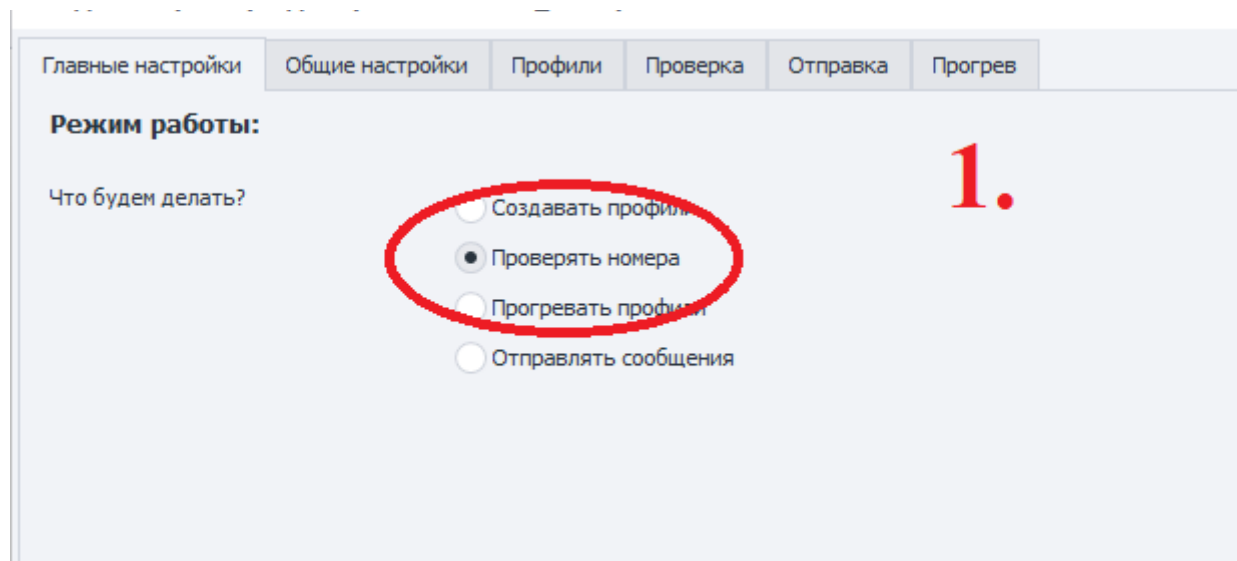 Главные настройки Общие настройки Профили Проверка Отправка Прогрев
Режим работы:
1.
Что будем делать?
Создавать профили
Проверять номера
Прогревать профили
Отправлять сообщения